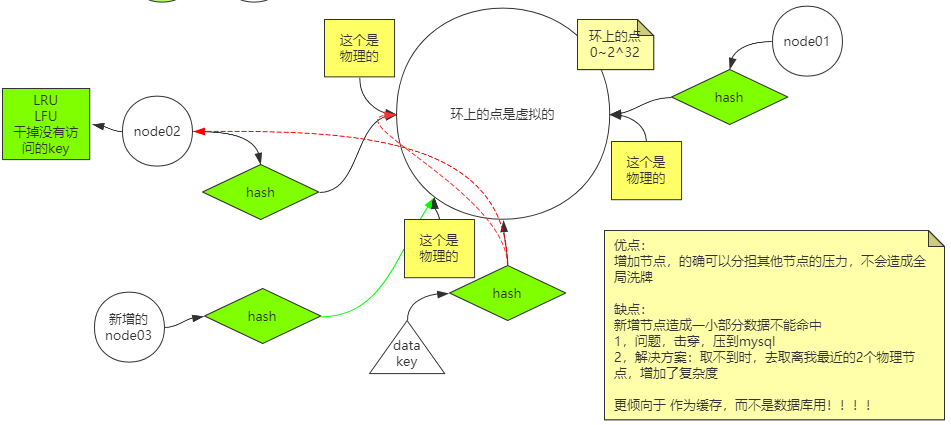 这个是
物理的
环上的点
0~2^32
node01
hash
LRU
LFU
干掉没有访
问的key
node02
环上的点是虚拟的
这个是
物理的
hash
这个是
物理的
新增的
node03
hash
hash
data
key
优点：
增加节点，的确可以分担其他节点的压力，不会造成全
局洗牌
缺点：
新增节点造成一小部分数据不能命中
1，问题，击穿，压到mysql
2，解决方案：取不到时，去取离我最近的2个物理节
点，增加了复杂度
更倾向于 作为缓存，而不是数据库用！！！！